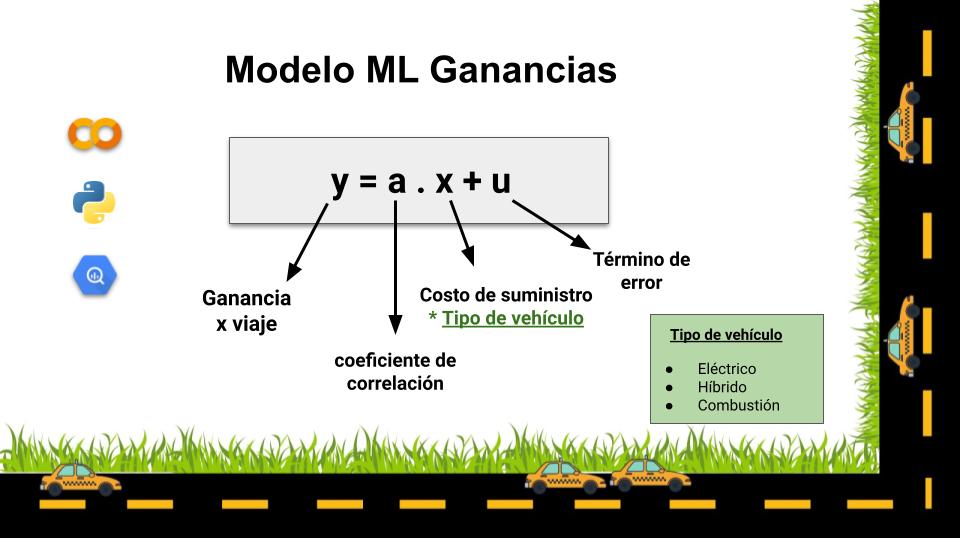 Modelo ML Ganancias
y = a . x + u
Término de
error
Ganancia
x viaje
Costo de suministro
* Tipo de vehículo
coeficiente de
correlación
Tipo de vehículo
● Eléctrico
● Híbrido
● Combustión